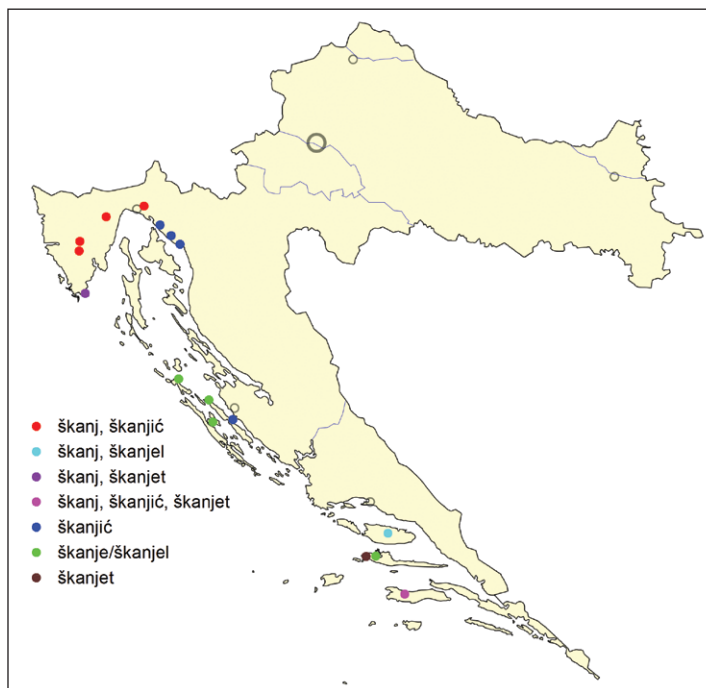 škanj, škanjić
škanj, škanjel
škanj, škanjet
škanj, škanjić, škanjet
škanjić
škanje/škanjel
škanjet